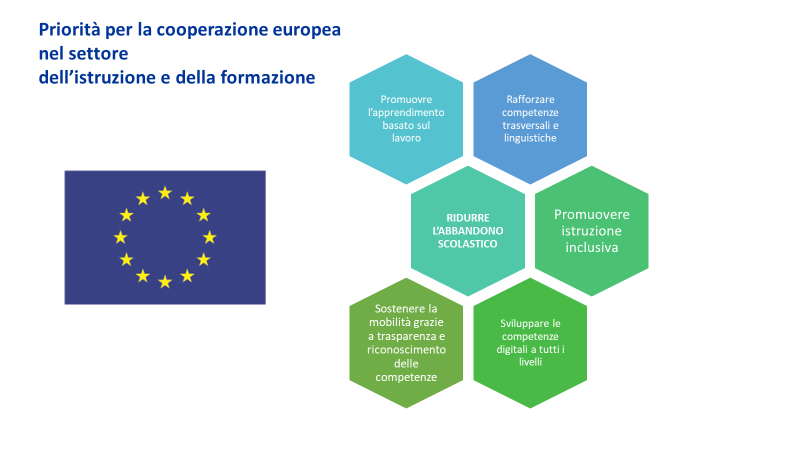 Priorità per la cooperazione europea
nel settore
dell'istruzione e della formazione
Promuovre
l'apprendimento
basato sul
lavoro
Rafforzare
competenze
trasversali e
linguistiche
RIDURRE
L'ABBANDONO
SCOLASTICO
Promuovere
istruzione
inclusiva
Sostenere la
mobilità grazie
a trasparenza e
riconoscimento
delle
competenze
Sviluppare le
competenze
digitali a tutti i
livelli